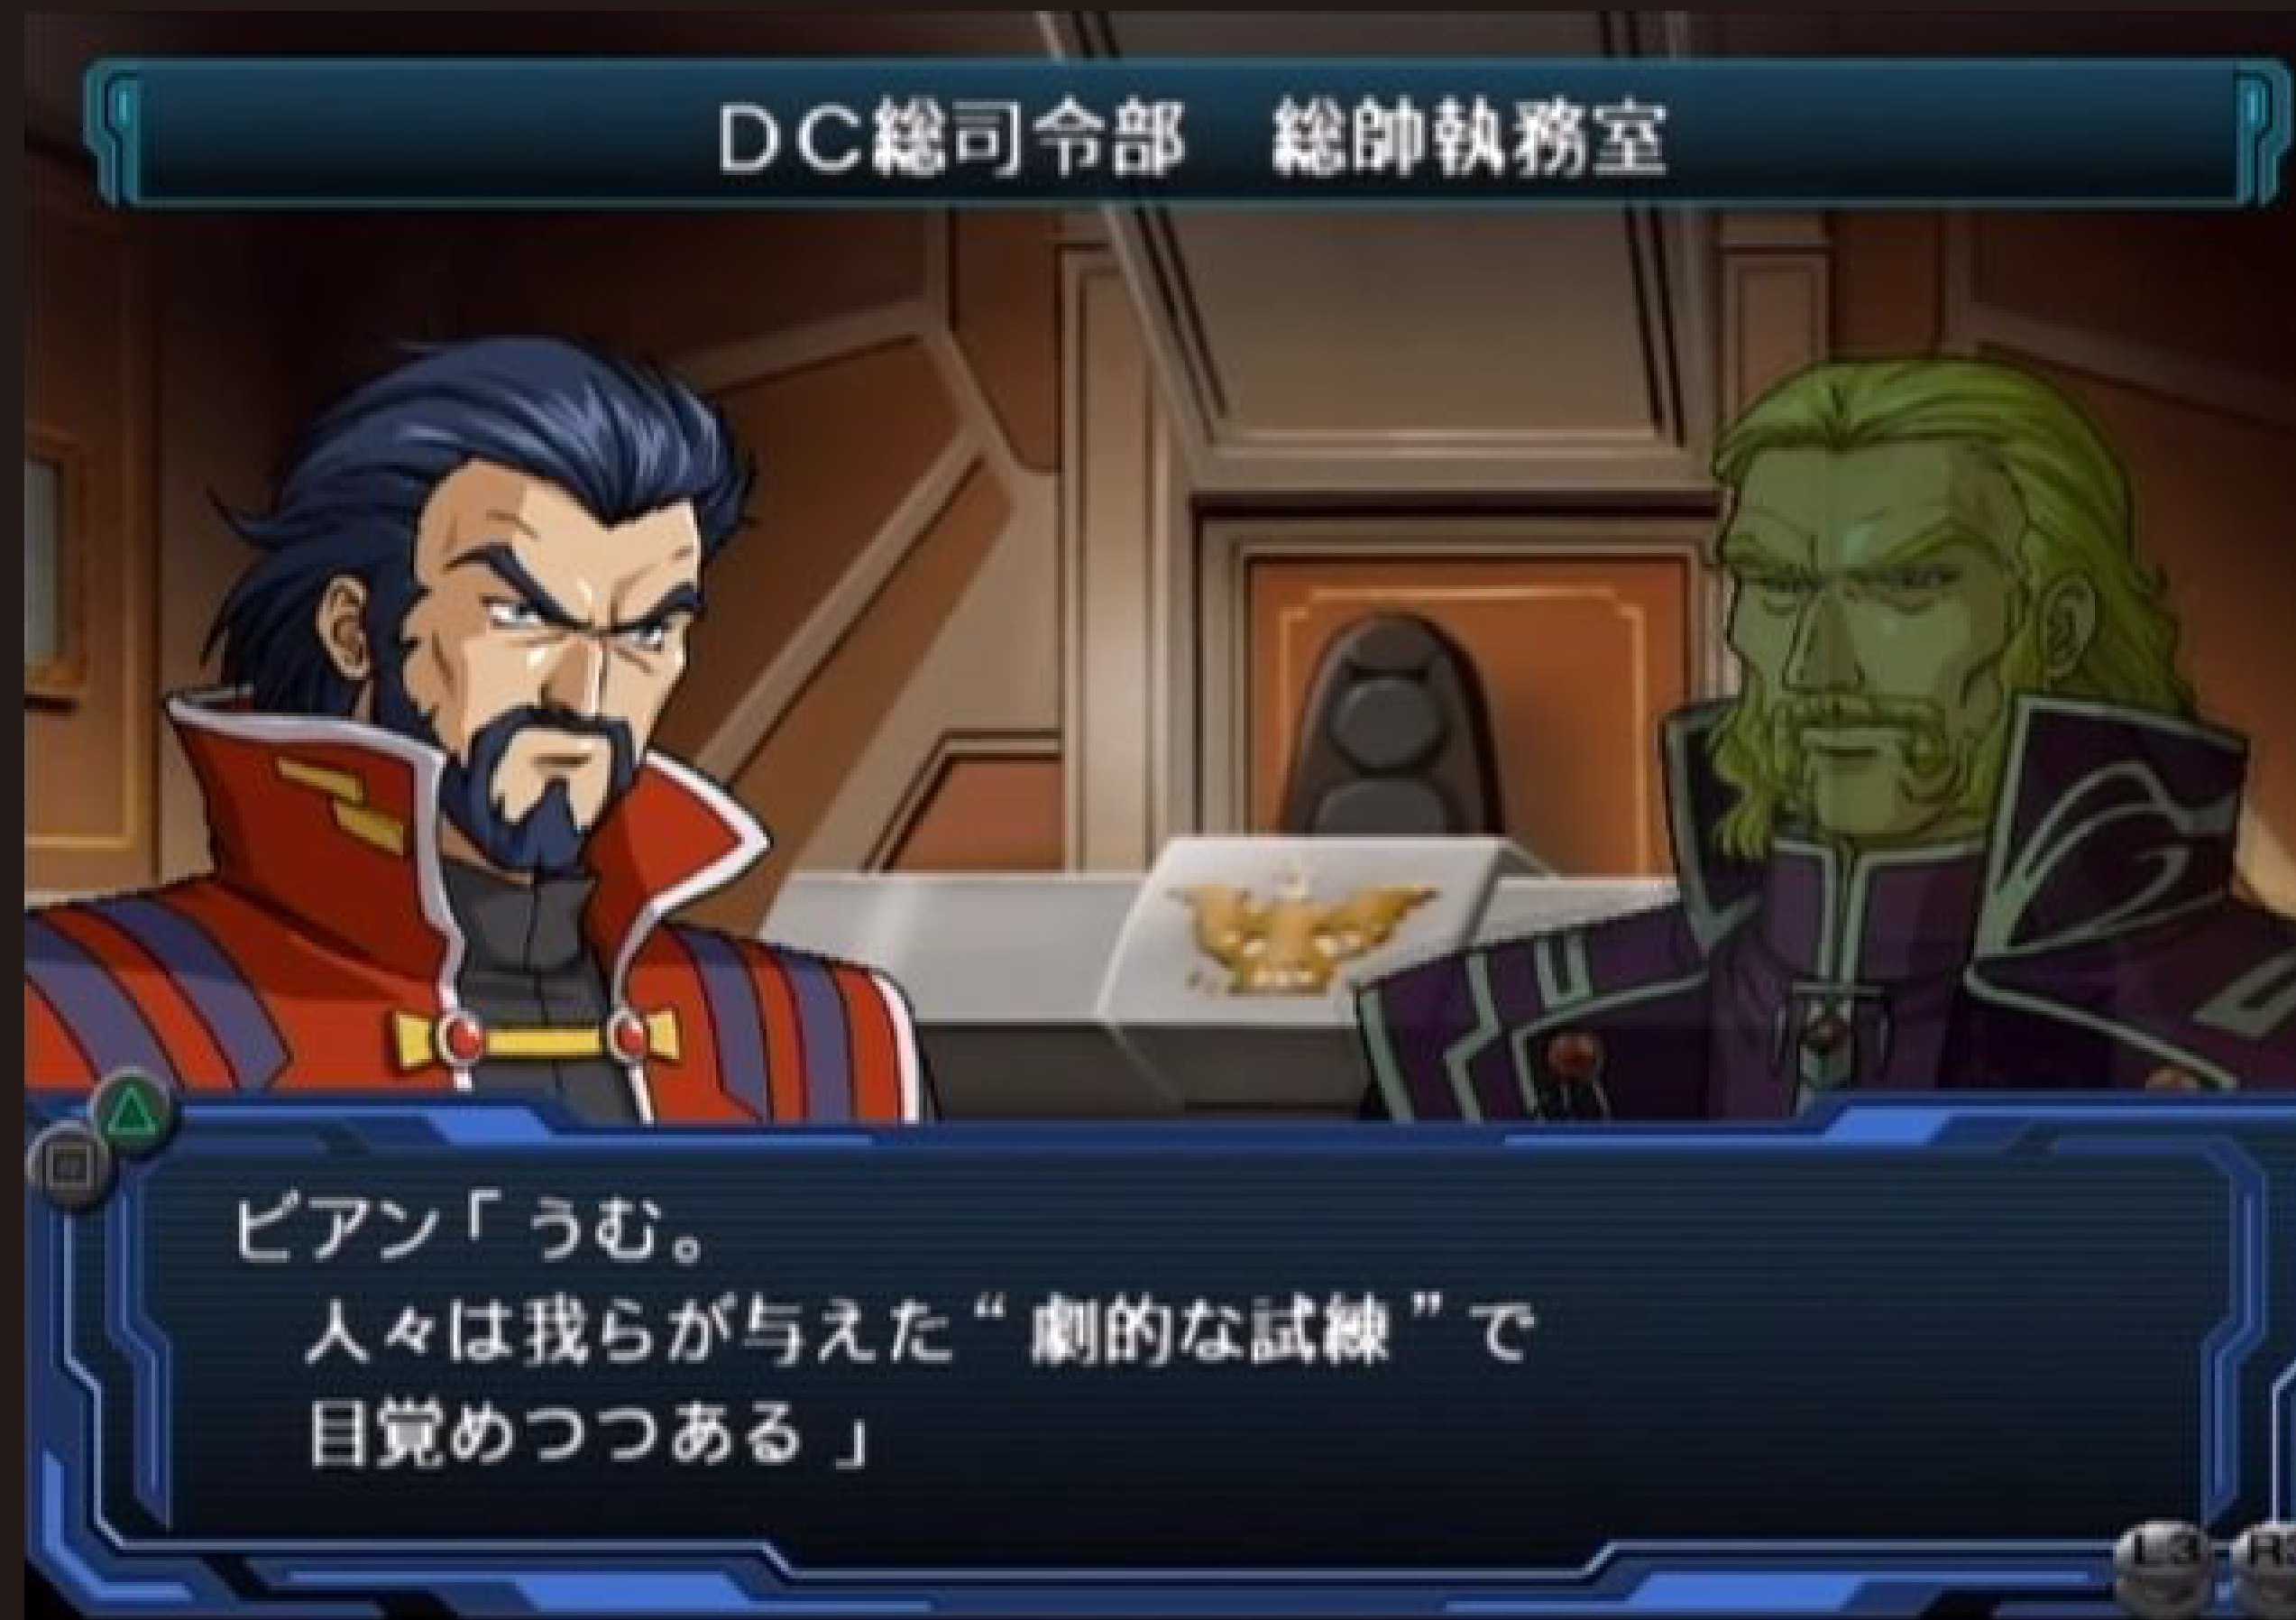 DC総司令部　総帥執務室
ビアン「うむ。
人々は我らが与えた“劇的な試練”で
目覚めつつある」
L3 R3